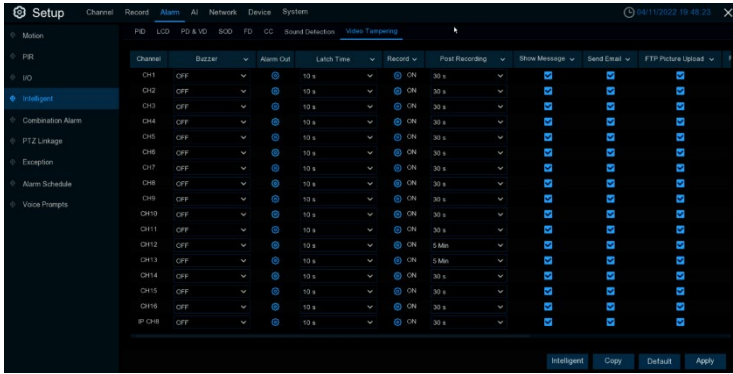 Setup Channel Record Alarm AI Network Device System 04/11/2022 19:48:23
Motion
PIR
I/O
Intelligent
Combination Alarm
PTZ Linkage
Exception
Alarm Schedule
Voice Prompts
PID LCD PD & VD SOD FD CC Sound Detection Video Tampering
Channel Buzzer Alarm Out Latch Time Record Post Recording Show Message Send Email FTP Picture Upload
CH1 OFF 10 s ON 30 s
CH2 OFF 10 s ON 30 s
CH3 OFF 10 s ON 30 s
CH4 OFF 10 s ON 30 s
CH5 OFF 10 s ON 30 s
CH6 OFF 10 s ON 30 s
CH7 OFF 10 s ON 30 s
CH8 OFF 10 s ON 30 s
CH9 OFF 10 s ON 30 s
CH10 OFF 10 s ON 30 s
CH11 OFF 10 s ON 30 s
CH12 OFF 10 s ON 5 Min
CH13 OFF 10 s ON 5 Min
CH14 OFF 10 s ON 30 s
CH15 OFF 10 s ON 30 s
CH16 OFF 10 s ON 30 s
IP CH8 OFF 10 s ON 30 s
Intelligent Copy Default Apply